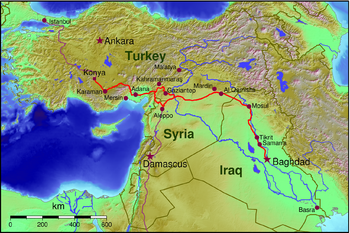 Istanbul
Ankara
Turkey
Malatya
Konya
Kahramanmaraş
Karaman
Adana
Gaziantep
Mardin
Al Qunishi
Mersin
Mosul
Aleppo
Syria
Tikrit
Samarra
Damascus
Baghdad
Iraq
Basra
km
0 200 400 600